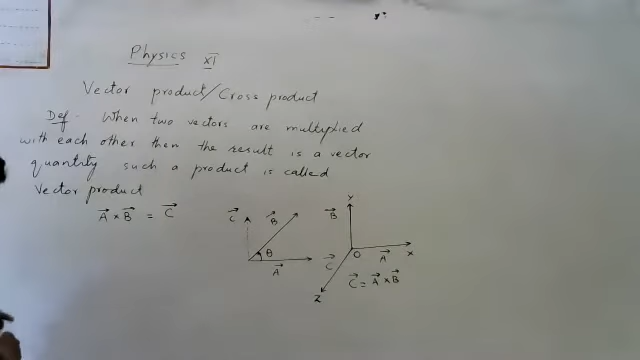 Physics XI
Vector product/Cross product
Def. When two vectors are multiplied
with each other then the result is a vector
quantity such a product is called
Vector product
A⃗ × B⃗ = C⃗
C⃗ B⃗ θ A⃗
B⃗ Y O A⃗ X C⃗ Z
C⃗ = A⃗ × B⃗